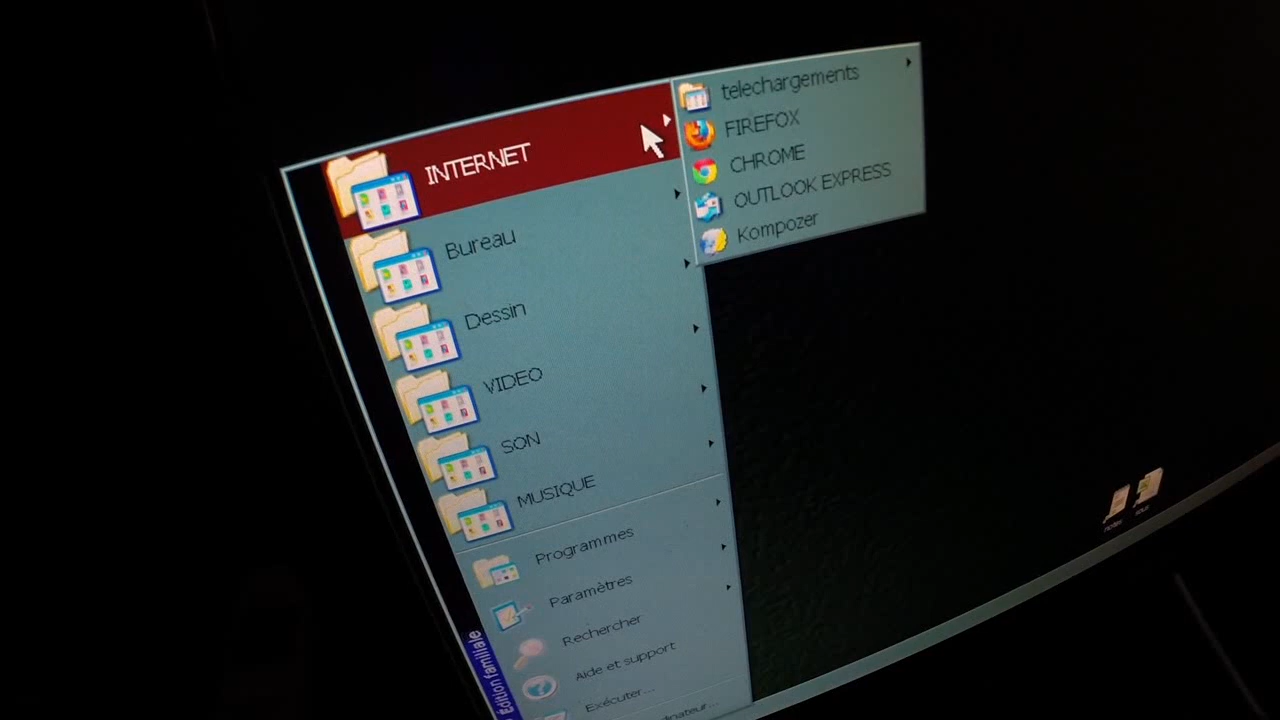 INTERNET
Bureau
Dessin
VIDEO
SON
MUSIQUE
Programmes
Paramètres
Rechercher
Aide et support
Exécuter...
Édition familiale
telechargements
FIREFOX
CHROME
OUTLOOK EXPRESS
Kompozer
notes